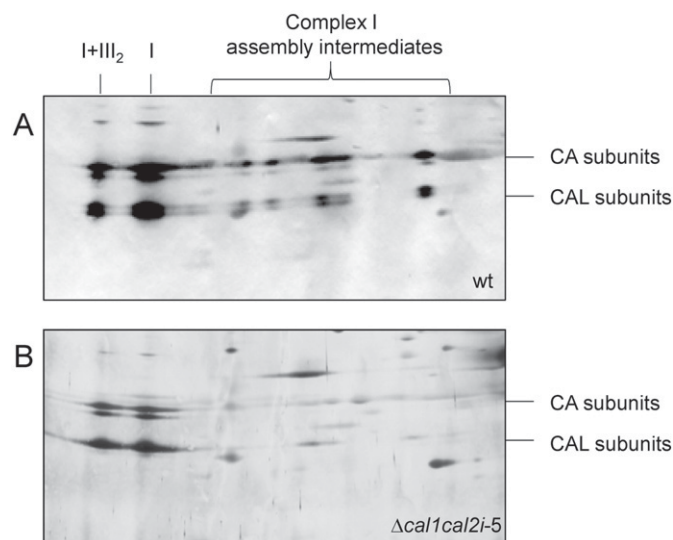 Complex I
assembly intermediates
I+III₂
I
A
CA subunits
CAL subunits
wt
B
CA subunits
CAL subunits
Δcal1cal2i-5